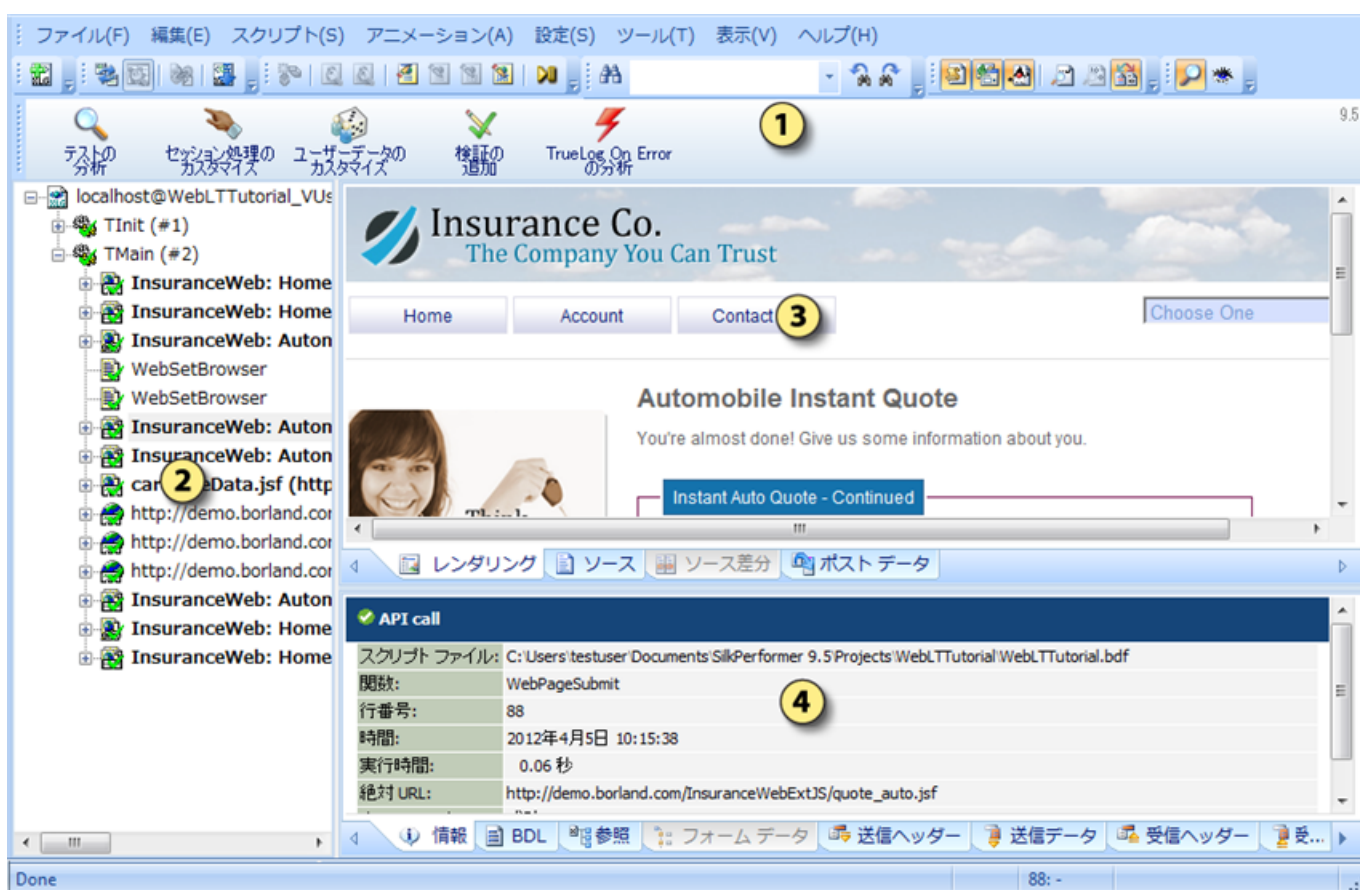 ファイル(F) 編集(E) スクリプト(S) アニメーション(A) 設定(S) ツール(T) 表示(V) ヘルプ(H)
テストの分析
セッション処理のカスタマイズ
ユーザーデータのカスタマイズ
検証の追加
TrueLog On Error の分析
1
9.5
localhost@WebLTTutorial_VUs
TInit (#1)
TMain (#2)
InsuranceWeb: Home
InsuranceWeb: Home
InsuranceWeb: Auton
WebSetBrowser
WebSetBrowser
InsuranceWeb: Auton
InsuranceWeb: Auton
2
Data.jsf (http
http://demo.borland.cor
http://demo.borland.cor
http://demo.borland.cor
InsuranceWeb: Auton
InsuranceWeb: Home
InsuranceWeb: Home
Insurance Co.
The Company You Can Trust
Home Account Contact
3
Choose One
Automobile Instant Quote
You're almost done! Give us some information about you.
Instant Auto Quote - Continued
レンダリング ソース ソース差分 ポスト データ
API call
スクリプト ファイル: C:\Users\testuser\Documents\SilkPerformer 9.5\Projects\WebLTTutorial\WebLTTutorial.bdf
関数: WebPageSubmit
4
行番号: 88
時間: 2012年4月5日 10:15:38
実行時間: 0.06 秒
絶対 URL: http://demo.borland.com/InsuranceWebExtJS/quote_auto.jsf
情報 BDL 参照 フォーム データ 送信ヘッダー 送信データ 受信ヘッダー 受...
Done
88: -